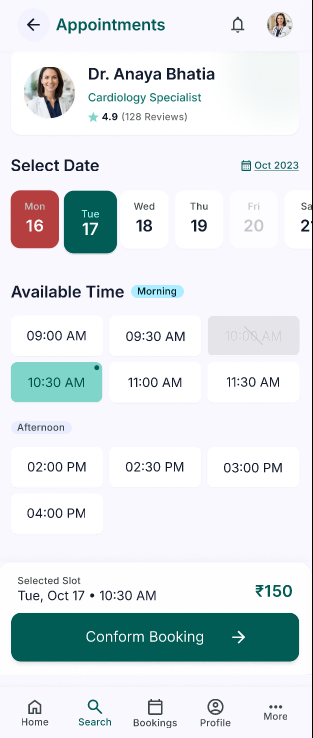 Appointments
Dr. Anaya Bhatia
Cardiology Specialist
★ 4.9 (128 Reviews)
Select Date
Oct 2023
Mon Tue Wed Thu Fri Sa
16 17 18 19 20 2
Available Time Morning
09:00 AM 09:30 AM 10:00 AM
10:30 AM 11:00 AM 11:30 AM
Afternoon
02:00 PM 02:30 PM 03:00 PM
04:00 PM
Selected Slot
Tue, Oct 17 • 10:30 AM
₹150
Conform Booking →
Home Search Bookings Profile More